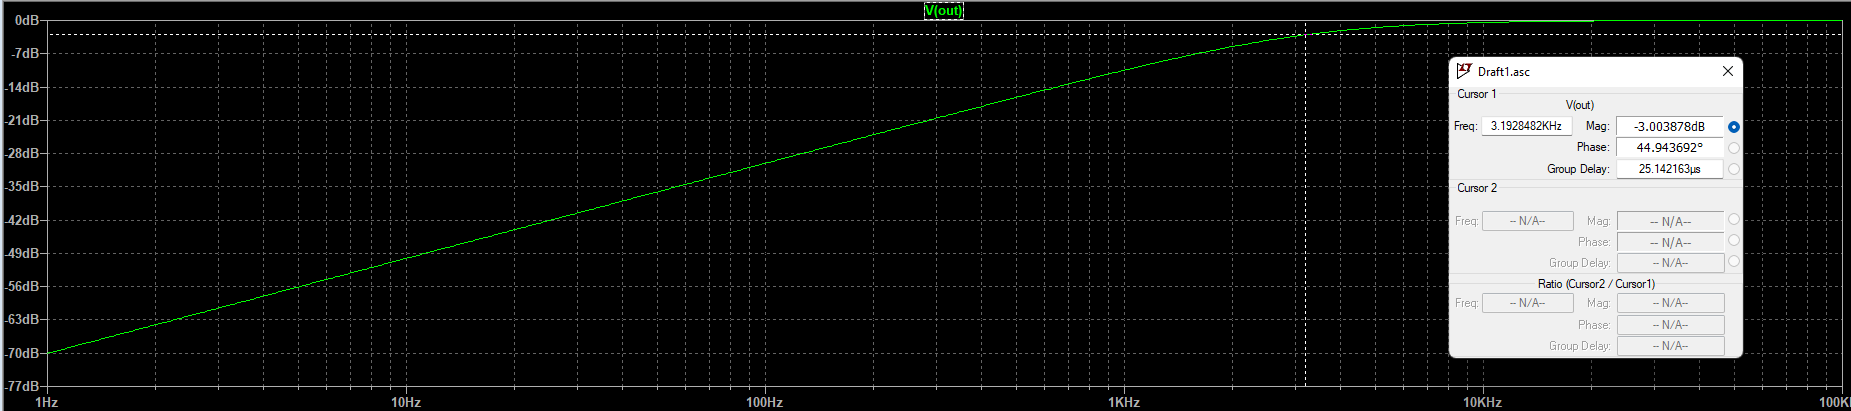 V(out)
0dB
-7dB
-14dB
-21dB
-28dB
-35dB
-42dB
-49dB
-56dB
-63dB
-70dB
-77dB
1Hz 10Hz 100Hz 1KHz 10KHz 100K
Draft1.asc
Cursor 1
V(out)
Freq: 3.1928482KHz Mag: -3.003878dB
Phase: 44.943692°
Group Delay: 25.142163µs
Cursor 2
Freq: -- N/A-- Mag: -- N/A--
Phase: -- N/A--
Group Delay: -- N/A--
Ratio (Cursor2 / Cursor1)
Freq: -- N/A-- Mag: -- N/A--
Phase: -- N/A--
Group Delay: -- N/A--